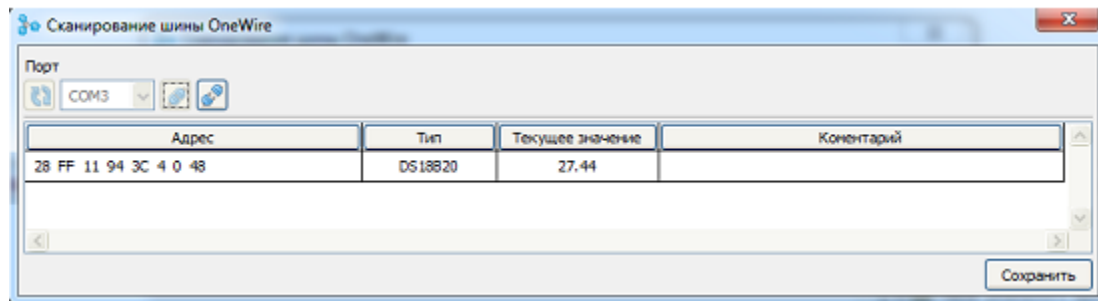 Сканирование шины OneWire
Порт
COM3
Адрес Тип Текущее значение Коментарий
28 FF 11 94 3C 4 0 48 DS18B20 27.44
Сохранить